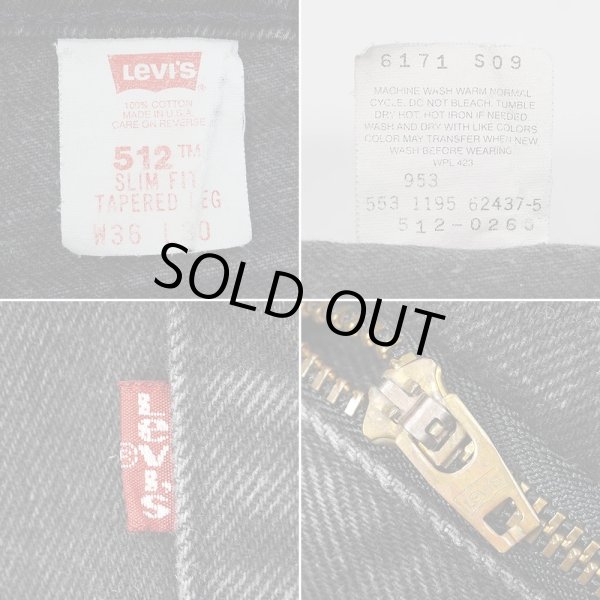 LEVI'S
100% COTTON
MADE IN U.S.A.
CARE ON REVERSE
512™
SLIM FIT
TAPERED LEG
W36 L30
6171 S09
MACHINE WASH WARM NORMAL
CYCLE. DO NOT BLEACH. TUMBLE
DRY HOT. HOT IRON IF NEEDED.
WASH AND DRY WITH LIKE COLORS
COLOR MAY TRANSFER WHEN NEW.
WASH BEFORE WEARING.
WPL 423
953
553 1195 62437-5
512-0260
SOLD OUT
LEVI'S
®
LEVI'S